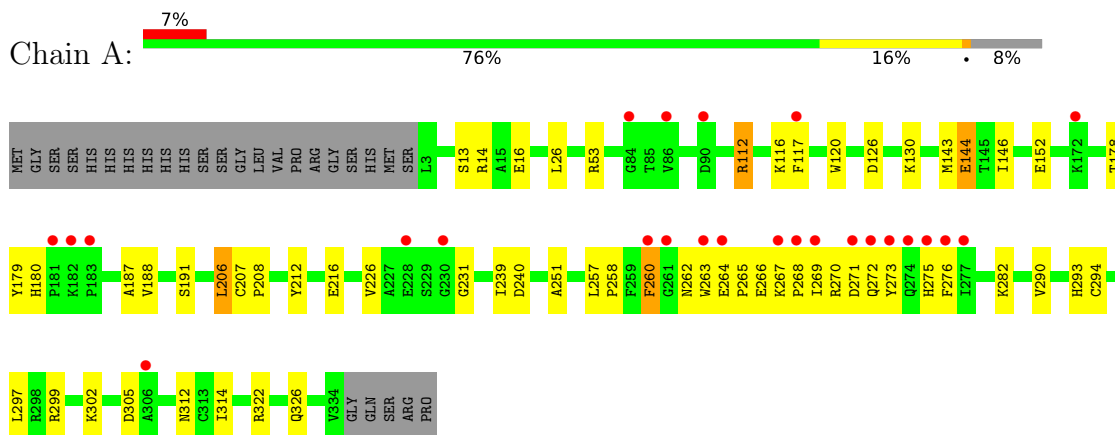 7%
Chain A:
76% 16% • 8%
MET GLY SER SER HIS HIS HIS HIS HIS HIS SER SER GLY LEU VAL PRO ARG GLY SER HIS MET SER L3 S13 R14 A15 E16 L26 R53 G84 T85 V86 D90 R112 K116 F117 W120 D126 K130 M143 E144 T145 I146 E152 K172 T178
Y179 H180 P181 K182 P183 A187 V188 S191 L206 C207 P208 Y212 E216 V226 A227 E228 S229 G230 G231 I239 D240 A251 L257 P258 F259 F260 G261 N262 W263 E264 P265 E266 K267 P268 I269 R270 D271 Q272 Y273 Q274 H275 F276 I277 K282 V290 H293 C294
L297 R298 R299 K302 D305 A306 N312 C313 I314 R322 Q326 V334 GLY GLN SER ARG PRO